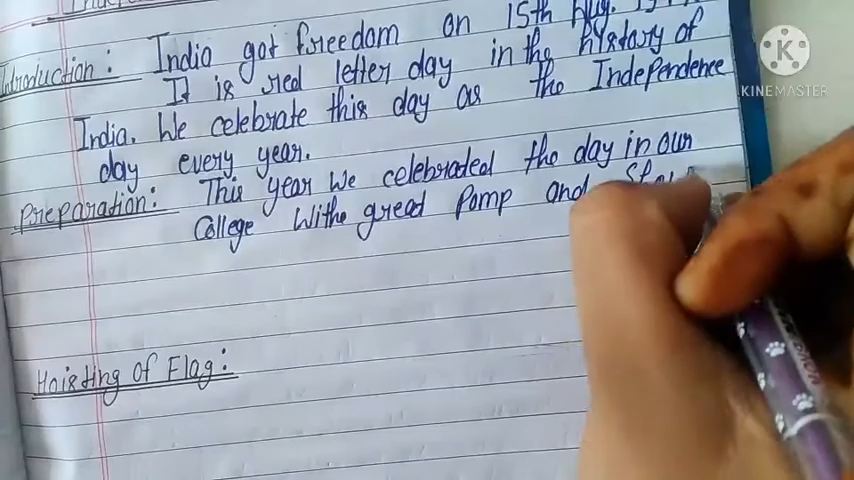 Introduction : India got freedom on 15th Aug.
It is red letter day in the history of
India. We celebrate this day as the Independence
day every year.
Preparation : This year We celebrated the day in our
College Withe great Pomp and
Hoisting of Flag :
KINEMASTER